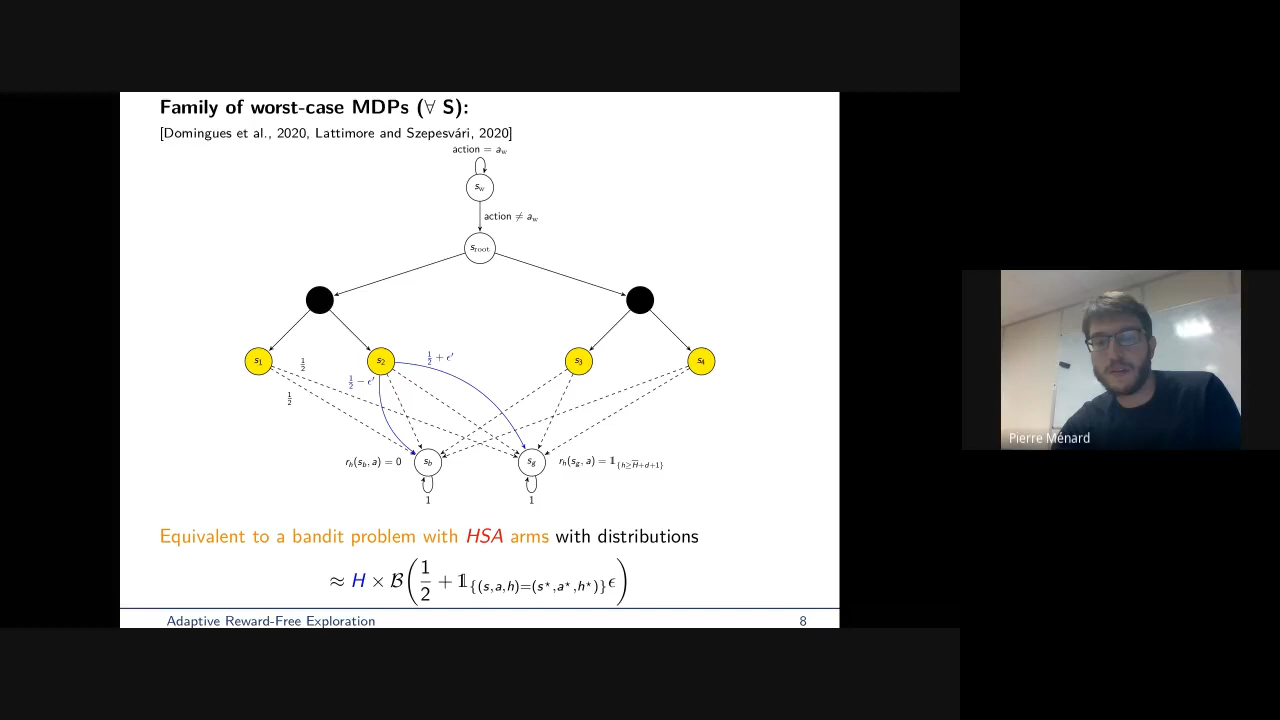 Family of worst-case MDPs (∀ S):
[Domingues et al., 2020, Lattimore and Szepesvári, 2020]
action = a_w
s_w
action ≠ a_w
s_root
s_1
s_2
s_3
s_4
1/2
1/2
1/2 − ϵ′
1/2 + ϵ′
r_h(s_b, a) = 0
s_b
s_g
r_h(s_g, a) = 𝟙_{h≥H̅+d+1}
1
1
Equivalent to a bandit problem with HSA arms with distributions
≈ H × ℬ(1/2 + 𝟙_{(s,a,h)=(s⋆,a⋆,h⋆)}ϵ)
Adaptive Reward-Free Exploration 8
Pierre Ménard